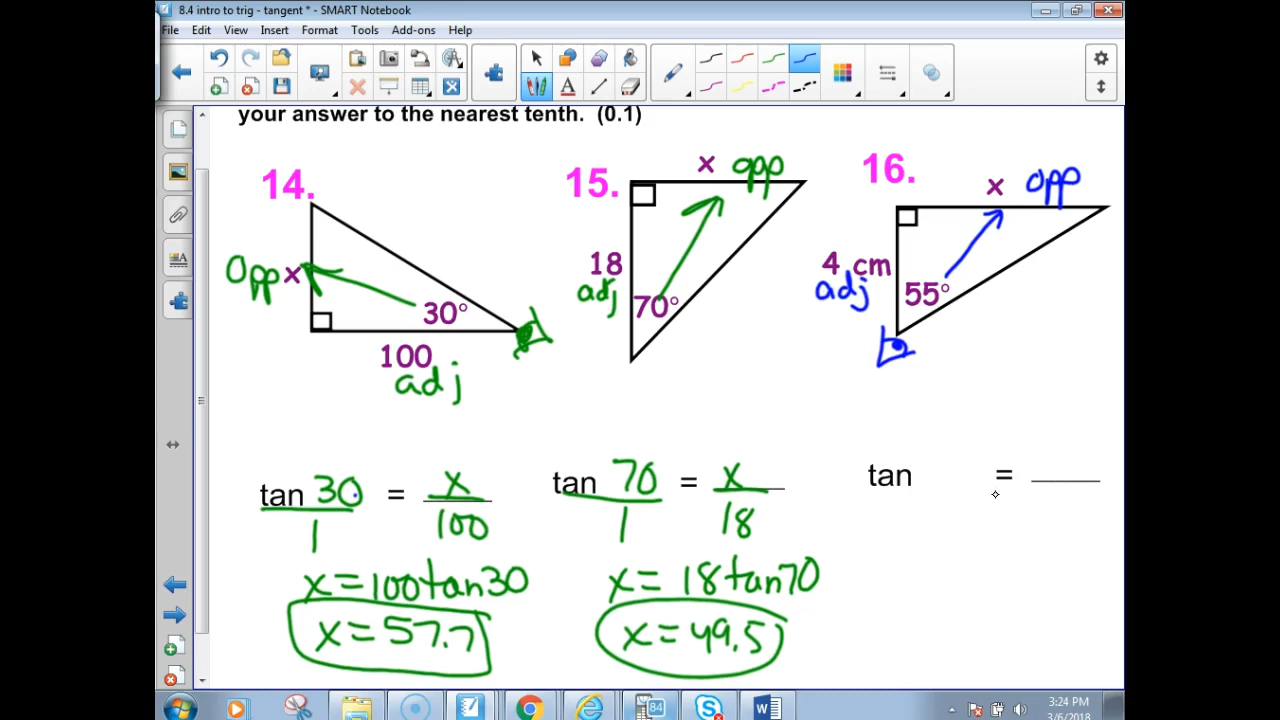 8.4 intro to trig - tangent * - SMART Notebook
File Edit View Insert Format Tools Add-ons Help
your answer to the nearest tenth. (0.1)
14.
opp x
30°
100
adj
tan 30 = x
1 100
x=100tan30
x=57.7
15.
x opp
18
adj
70°
tan 70 = x
1 18
x= 18tan70
x=49.5
16.
x opp
4 cm
adj
55°
tan =
84
3:24 PM
3/6/2018